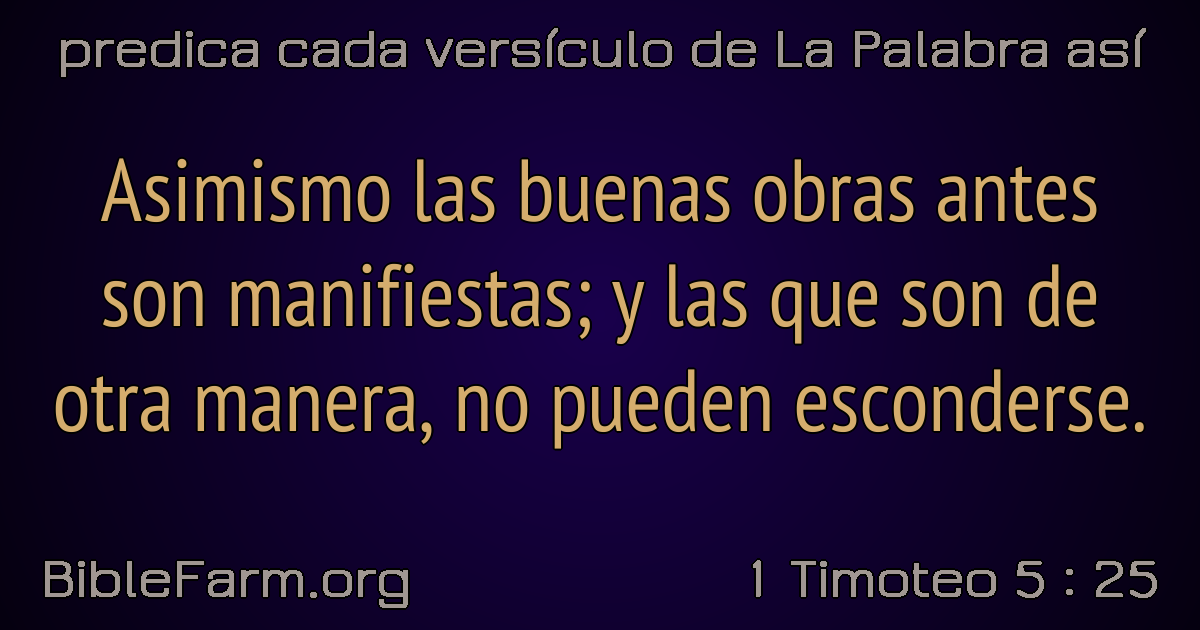 predica cada versículo de La Palabra así
Asimismo las buenas obras antes
son manifiestas; y las que son de
otra manera, no pueden esconderse.
BibleFarm.org
1 Timoteo 5 : 25